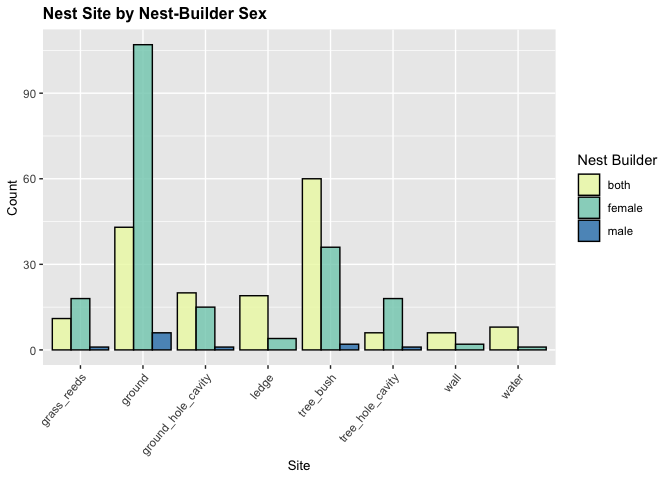 Nest Site by Nest-Builder Sex
Count
90
60
30
0
grass_reeds
ground
ground_hole_cavity
ledge
tree_bush
tree_hole_cavity
wall
water
Site
Nest Builder
both
female
male